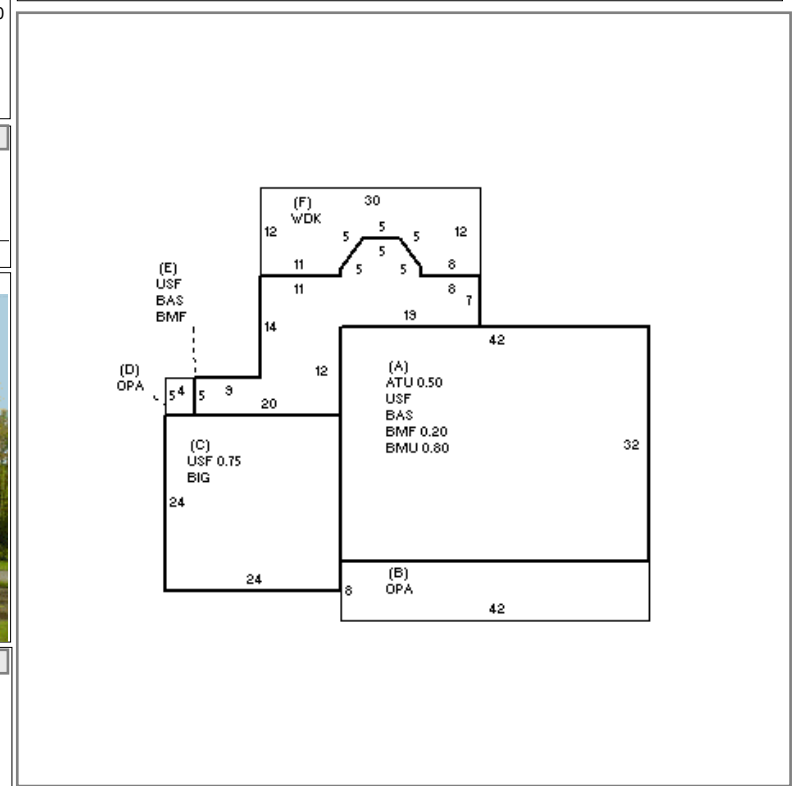 0
(F)
WDK
30
12
5
5
5
12
5
5
5
11
8
11
8
7
(E)
USF
BAS
BMF
14
19
42
(D)
OPA
5
4
5
9
12
20
(A)
ATU 0.50
USF
BAS
BMF 0.20
BMU 0.80
32
(C)
USF 0.75
BIG
24
24
8
(B)
OPA
42